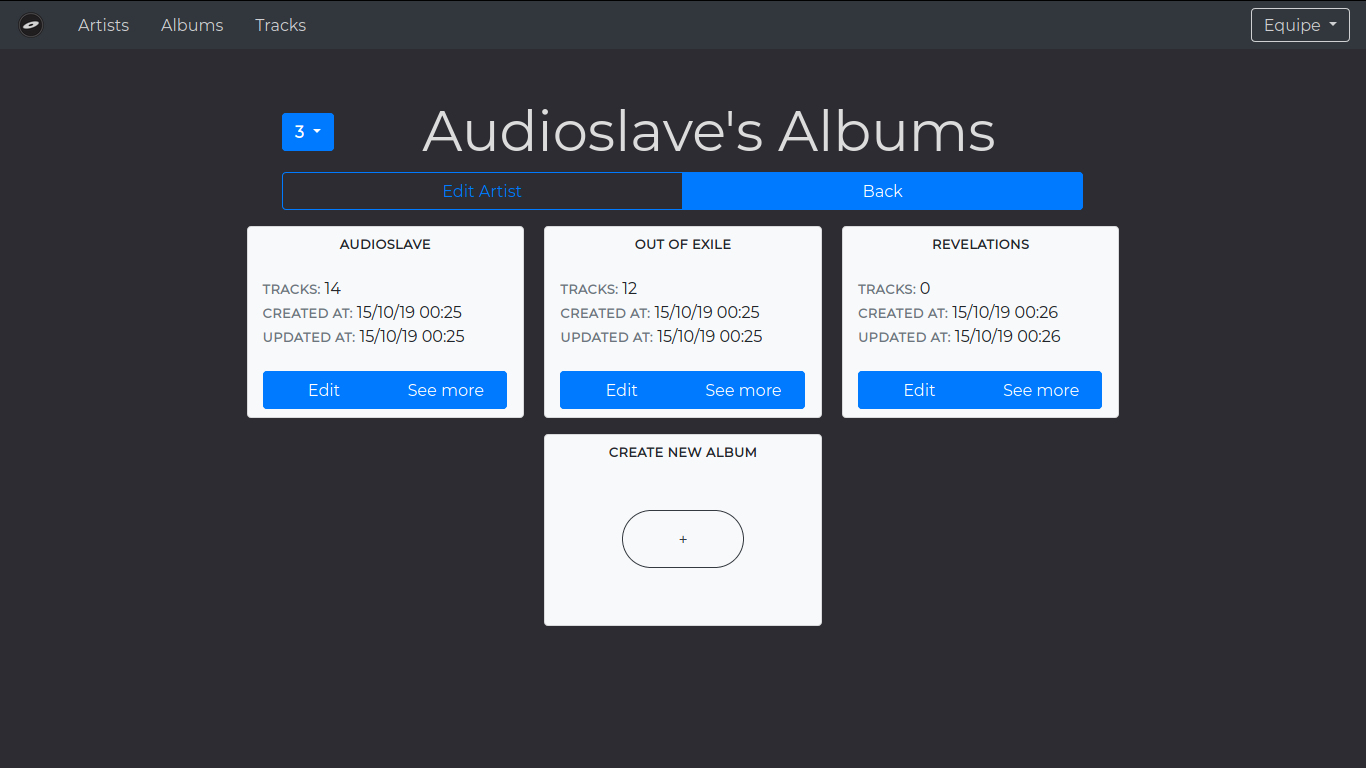 Artists Albums Tracks Equipe
3 Audioslave's Albums
Edit Artist Back
AUDIOSLAVE
TRACKS: 14
CREATED AT: 15/10/19 00:25
UPDATED AT: 15/10/19 00:25
Edit See more
OUT OF EXILE
TRACKS: 12
CREATED AT: 15/10/19 00:25
UPDATED AT: 15/10/19 00:25
Edit See more
REVELATIONS
TRACKS: 0
CREATED AT: 15/10/19 00:26
UPDATED AT: 15/10/19 00:26
Edit See more
CREATE NEW ALBUM
+